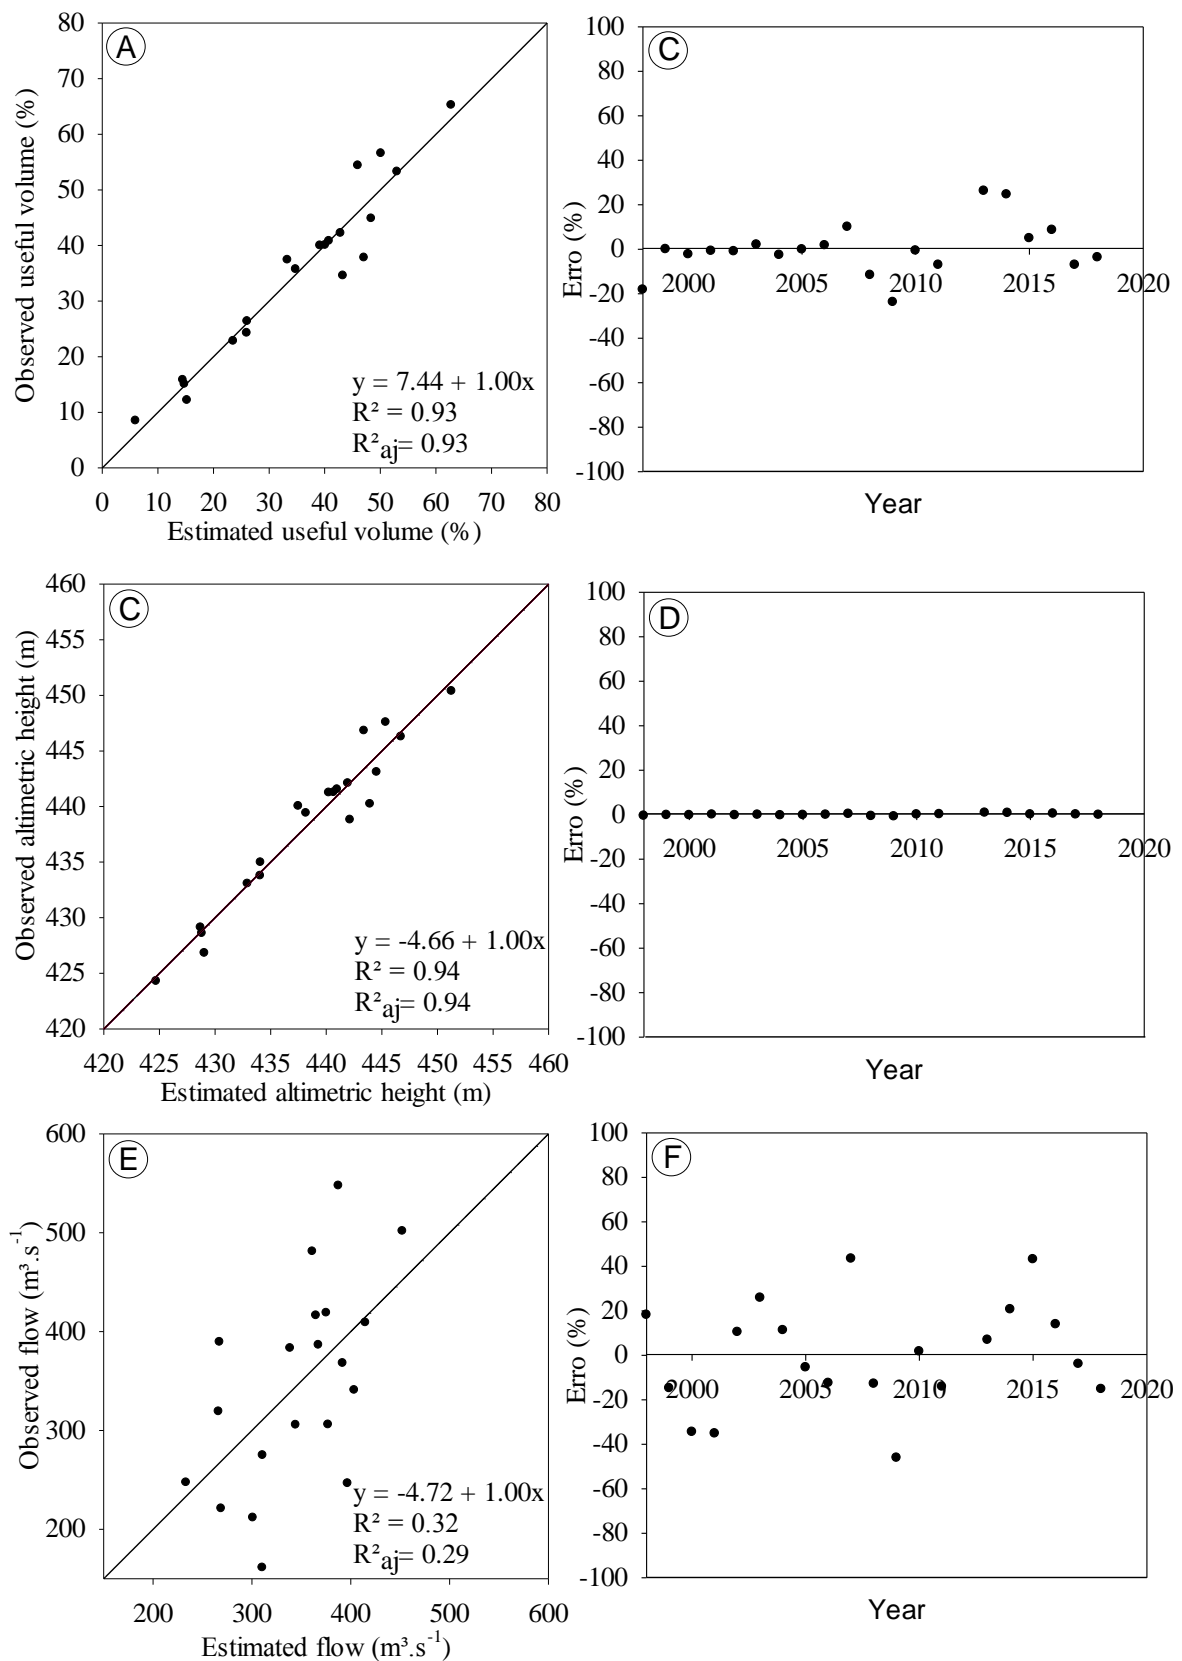 A
80
70
60
50
40
30
20
10
0
Observed useful volume (%)
y = 7.44 + 1.00x
R² = 0.93
R²aj= 0.93
0 10 20 30 40 50 60 70 80
Estimated useful volume (%)
C
100
80
60
40
20
0
-20
-40
-60
-80
-100
Erro (%)
2000 2005 2010 2015 2020
Year
C
460
455
450
445
440
435
430
425
420
Observed altimetric height (m)
y = -4.66 + 1.00x
R² = 0.94
R²aj= 0.94
420 425 430 435 440 445 450 455 460
Estimated altimetric height (m)
D
100
80
60
40
20
0
-20
-40
-60
-80
-100
Erro (%)
2000 2005 2010 2015 2020
Year
E
600
500
400
300
200
Observed flow (m³.s-1)
y = -4.72 + 1.00x
R² = 0.32
R²aj= 0.29
200 300 400 500 600
Estimated flow (m³.s-1)
F
100
80
60
40
20
0
-20
-40
-60
-80
-100
Erro (%)
2000 2005 2010 2015 2020
Year